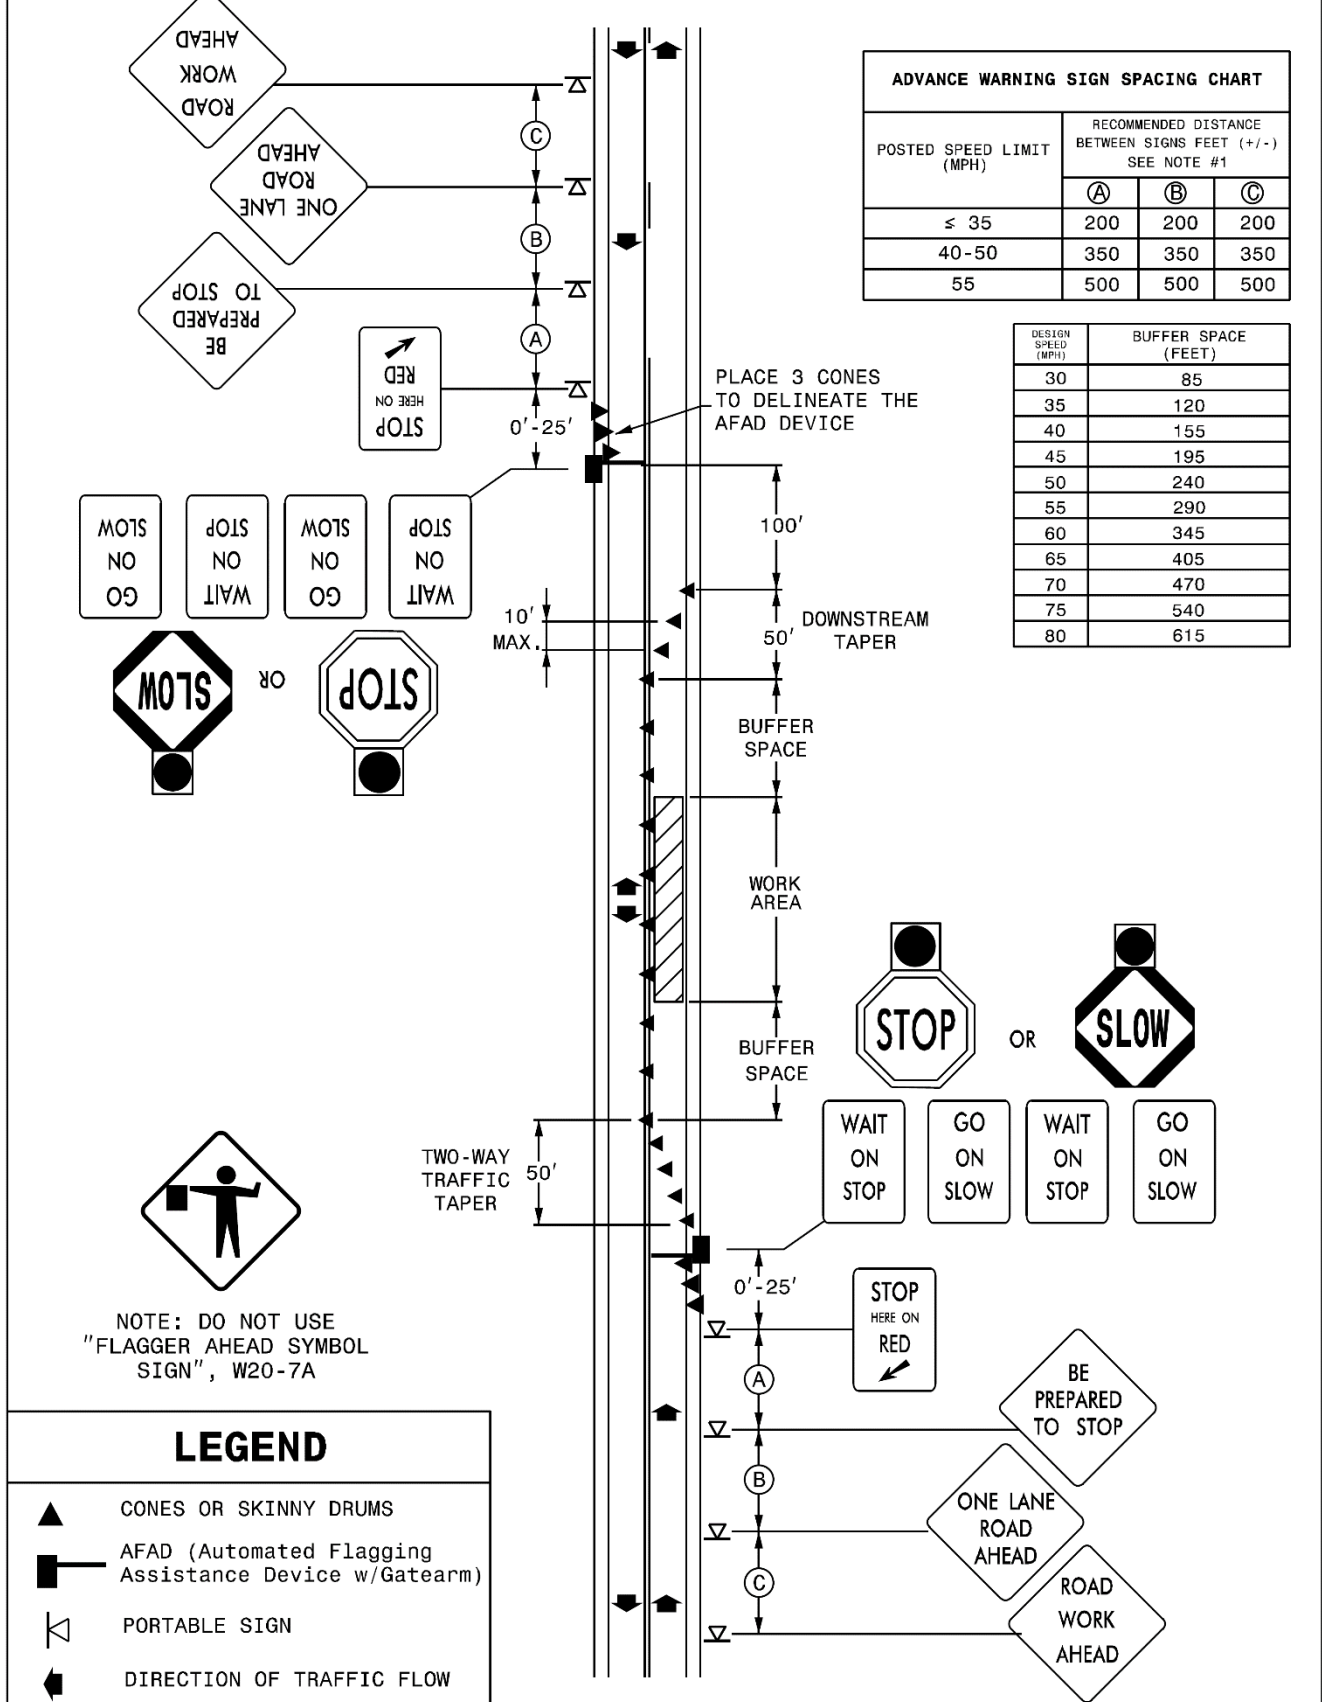 ROAD
WORK
AHEAD
ONE LANE
ROAD
AHEAD
BE
PREPARED
TO STOP
STOP
HERE ON
RED
C
B
A
0'-25'
ADVANCE WARNING SIGN SPACING CHART
POSTED SPEED LIMIT
(MPH)
RECOMMENDED DISTANCE
BETWEEN SIGNS FEET (+/-)
SEE NOTE #1
A B C
≤ 35 200 200 200
40-50 350 350 350
55 500 500 500
DESIGN
SPEED
(MPH)
BUFFER SPACE
(FEET)
30 85
35 120
40 155
45 195
50 240
55 290
60 345
65 405
70 470
75 540
80 615
PLACE 3 CONES
TO DELINEATE THE
AFAD DEVICE
GO
ON
SLOW
WAIT
ON
STOP
GO
ON
SLOW
WAIT
ON
STOP
SLOW
OR
STOP
100'
10'
MAX.
50'
DOWNSTREAM
TAPER
BUFFER
SPACE
WORK
AREA
BUFFER
SPACE
TWO-WAY
TRAFFIC
TAPER
50'
STOP
OR
SLOW
WAIT
ON
STOP
GO
ON
SLOW
WAIT
ON
STOP
GO
ON
SLOW
0'-25'
STOP
HERE ON
RED
A
B
C
BE
PREPARED
TO STOP
ONE LANE
ROAD
AHEAD
ROAD
WORK
AHEAD
NOTE: DO NOT USE
"FLAGGER AHEAD SYMBOL
SIGN", W20-7A
LEGEND
CONES OR SKINNY DRUMS
AFAD (Automated Flagging
Assistance Device w/Gatearm)
PORTABLE SIGN
DIRECTION OF TRAFFIC FLOW